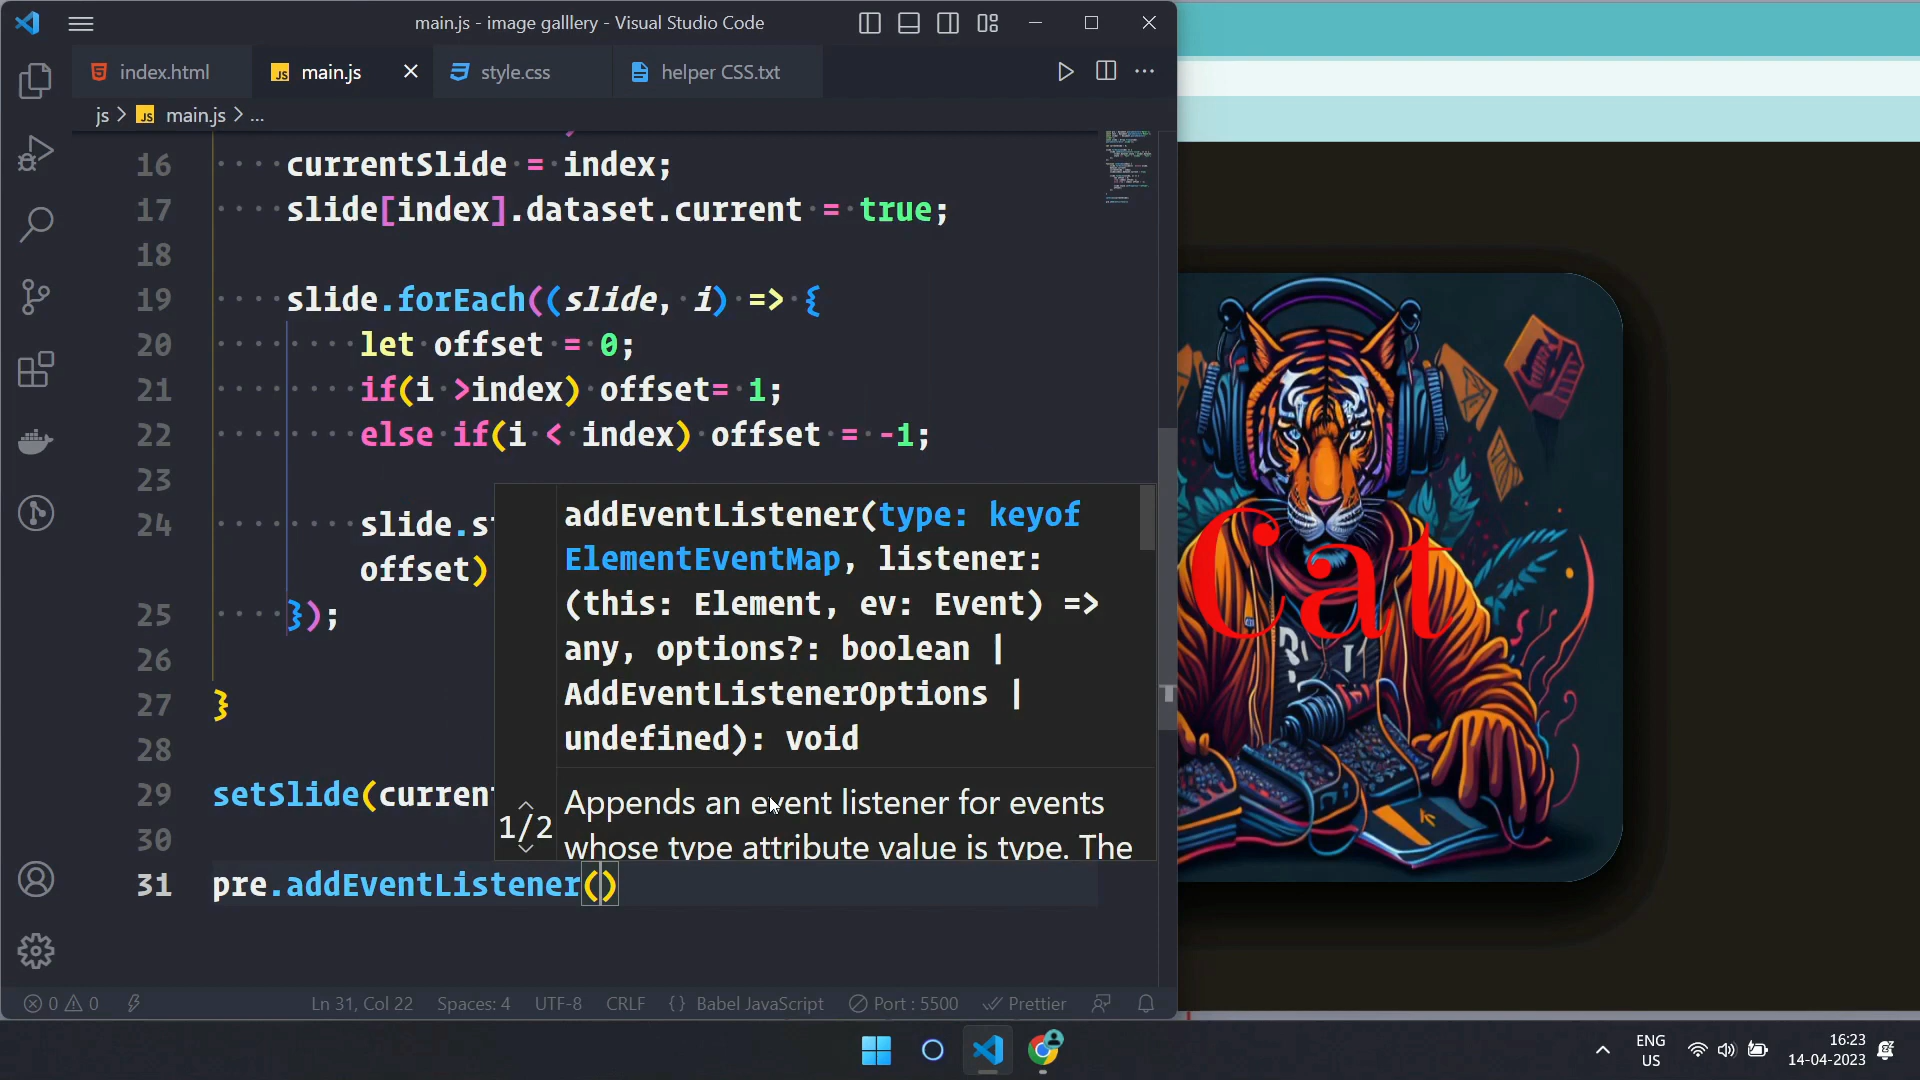 main.js - image galllery - Visual Studio Code
index.html
JS main.js
style.css
helper CSS.txt
js > JS main.js > ...
16 currentSlide = index;
17 slide[index].dataset.current = true;
18
19 slide.forEach((slide, i) => {
20 let offset = 0;
21 if(i >index) offset= 1;
22 else if(i < index) offset = -1;
23
24 slide.st
offset)
25 });
26
27 }
28
29 setSlide(current
30
31 pre.addEventListener()
addEventListener(type: keyof
ElementEventMap, listener:
(this: Element, ev: Event) =>
any, options?: boolean |
AddEventListenerOptions |
undefined): void
1/2
Appends an event listener for events
whose type attribute value is type. The
Cat
0 0
Ln 31, Col 22
Spaces: 4
UTF-8
CRLF
{ } Babel JavaScript
Port : 5500
Prettier
ENG
US
16:23
14-04-2023